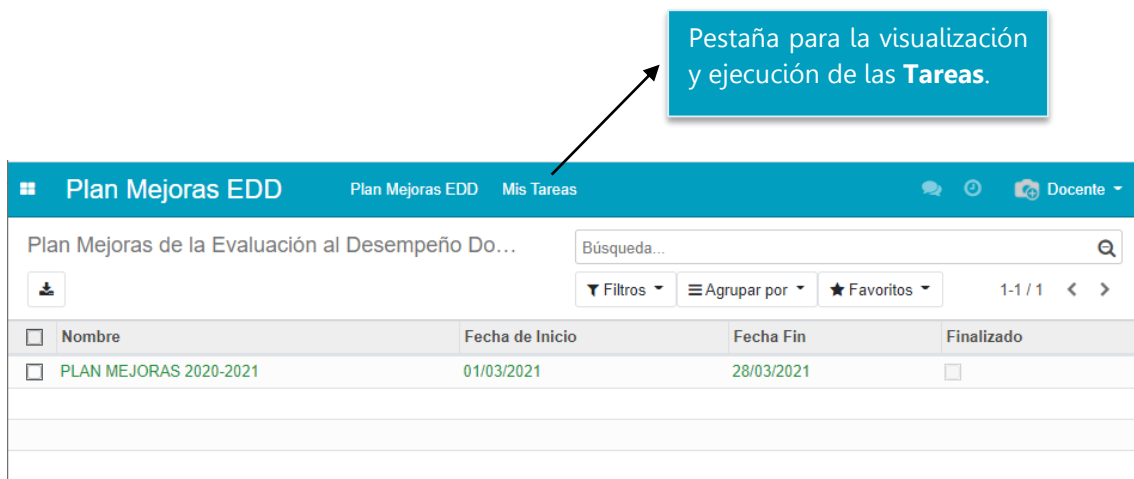 Pestaña para la visualización
y ejecución de las Tareas.
Plan Mejoras EDD Plan Mejoras EDD Mis Tareas Docente
Plan Mejoras de la Evaluación al Desempeño Do... Búsqueda...
Filtros Agrupar por Favoritos 1-1 / 1
Nombre Fecha de Inicio Fecha Fin Finalizado
PLAN MEJORAS 2020-2021 01/03/2021 28/03/2021